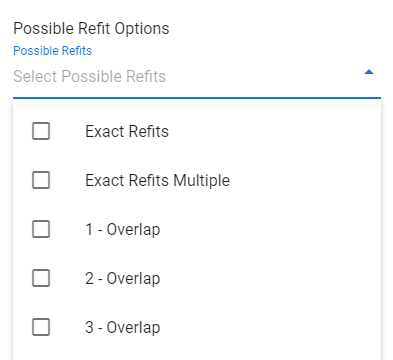 Possible Refit Options
Possible Refits
Select Possible Refits
Exact Refits
Exact Refits Multiple
1 - Overlap
2 - Overlap
3 - Overlap